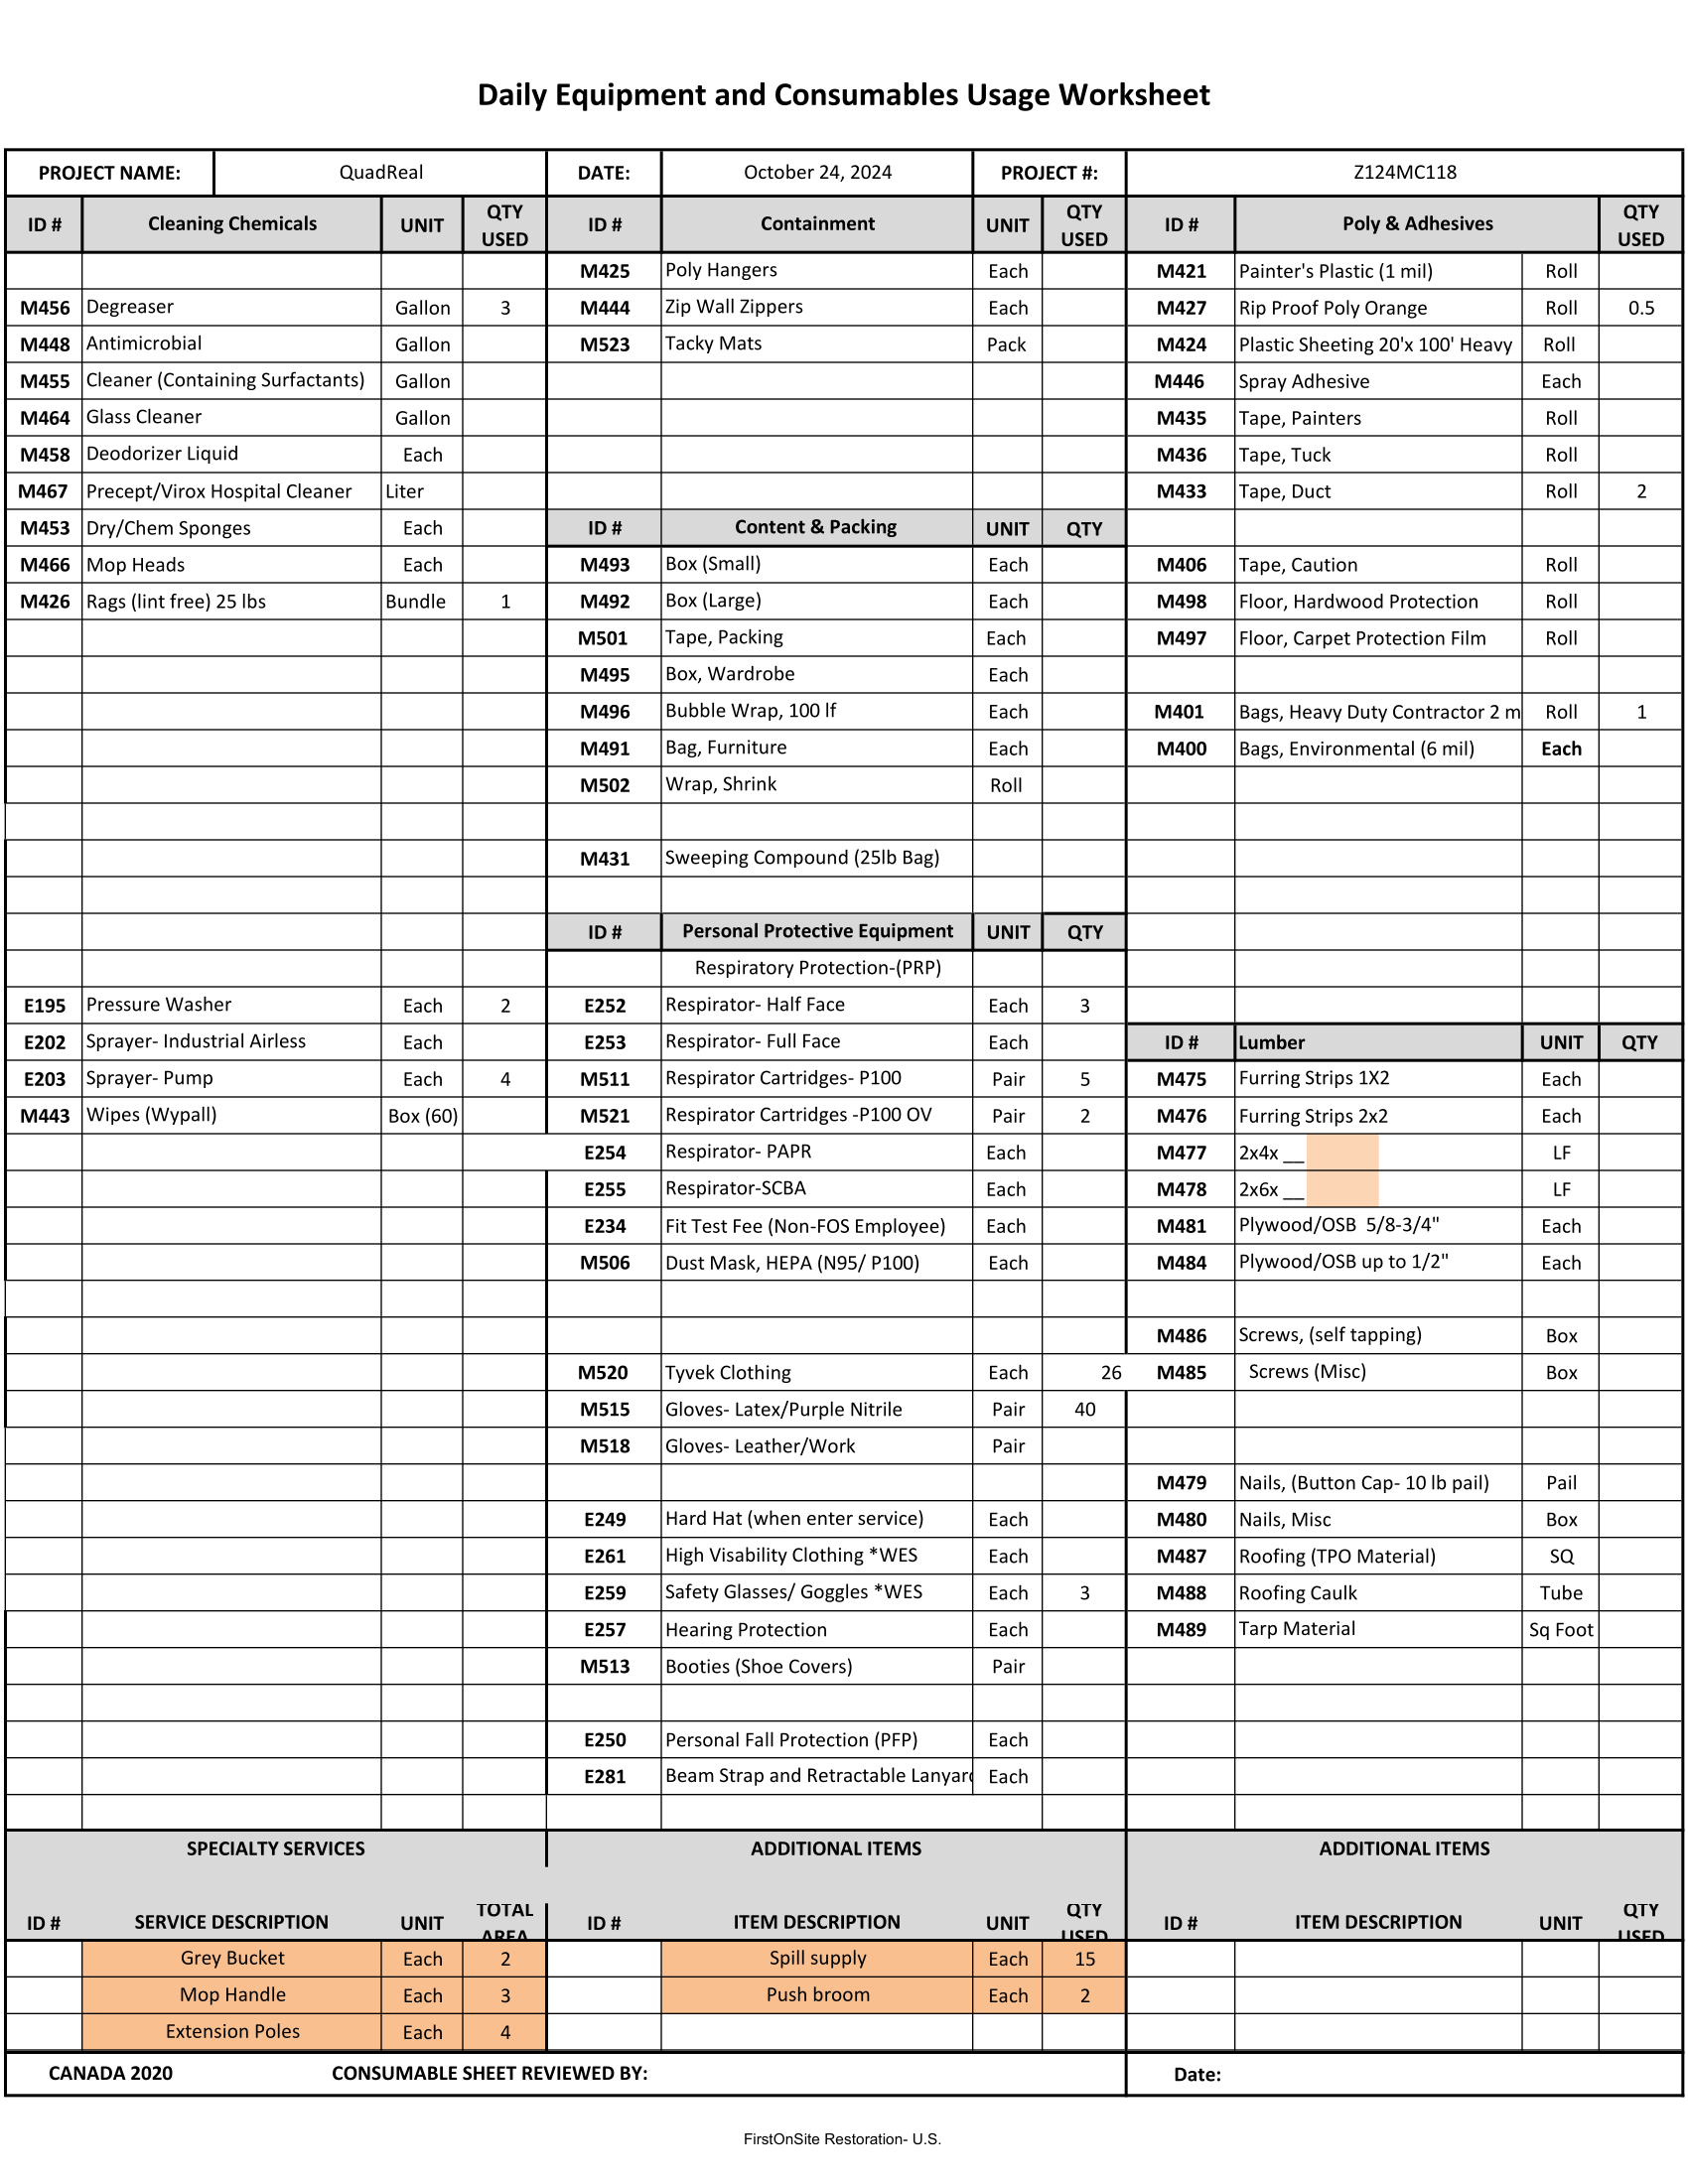 Daily Equipment and Consumables Usage Worksheet
PROJECT NAME: QuadReal DATE: October 24, 2024 PROJECT #: Z124MC118
ID # Cleaning Chemicals UNIT QTY USED ID # Containment UNIT QTY USED ID # Poly & Adhesives QTY USED
M425 Poly Hangers Each M421 Painter's Plastic (1 mil) Roll
M456 Degreaser Gallon 3 M444 Zip Wall Zippers Each M427 Rip Proof Poly Orange Roll 0.5
M448 Antimicrobial Gallon M523 Tacky Mats Pack M424 Plastic Sheeting 20'x 100' Heavy Roll
M455 Cleaner (Containing Surfactants) Gallon M446 Spray Adhesive Each
M464 Glass Cleaner Gallon M435 Tape, Painters Roll
M458 Deodorizer Liquid Each M436 Tape, Tuck Roll
M467 Precept/Virox Hospital Cleaner Liter M433 Tape, Duct Roll 2
M453 Dry/Chem Sponges Each ID # Content & Packing UNIT QTY
M466 Mop Heads Each M493 Box (Small) Each M406 Tape, Caution Roll
M426 Rags (lint free) 25 lbs Bundle 1 M492 Box (Large) Each M498 Floor, Hardwood Protection Roll
M501 Tape, Packing Each M497 Floor, Carpet Protection Film Roll
M495 Box, Wardrobe Each
M496 Bubble Wrap, 100 lf Each M401 Bags, Heavy Duty Contractor 2 m Roll 1
M491 Bag, Furniture Each M400 Bags, Environmental (6 mil) Each
M502 Wrap, Shrink Roll
M431 Sweeping Compound (25lb Bag)
ID # Personal Protective Equipment UNIT QTY
Respiratory Protection-(PRP)
E195 Pressure Washer Each 2 E252 Respirator- Half Face Each 3
E202 Sprayer- Industrial Airless Each E253 Respirator- Full Face Each ID # Lumber UNIT QTY
E203 Sprayer- Pump Each 4 M511 Respirator Cartridges- P100 Pair 5 M475 Furring Strips 1X2 Each
M443 Wipes (Wypall) Box (60) M521 Respirator Cartridges -P100 OV Pair 2 M476 Furring Strips 2x2 Each
E254 Respirator- PAPR Each M477 2x4x __ LF
E255 Respirator-SCBA Each M478 2x6x __ LF
E234 Fit Test Fee (Non-FOS Employee) Each M481 Plywood/OSB 5/8-3/4" Each
M506 Dust Mask, HEPA (N95/ P100) Each M484 Plywood/OSB up to 1/2" Each
M486 Screws, (self tapping) Box
M520 Tyvek Clothing Each 26 M485 Screws (Misc) Box
M515 Gloves- Latex/Purple Nitrile Pair 40
M518 Gloves- Leather/Work Pair
M479 Nails, (Button Cap- 10 lb pail) Pail
E249 Hard Hat (when enter service) Each M480 Nails, Misc Box
E261 High Visability Clothing *WES Each M487 Roofing (TPO Material) SQ
E259 Safety Glasses/ Goggles *WES Each 3 M488 Roofing Caulk Tube
E257 Hearing Protection Each M489 Tarp Material Sq Foot
M513 Booties (Shoe Covers) Pair
E250 Personal Fall Protection (PFP) Each
E281 Beam Strap and Retractable Lanyard Each
SPECIALTY SERVICES ADDITIONAL ITEMS ADDITIONAL ITEMS
ID # SERVICE DESCRIPTION UNIT TOTAL AREA ID # ITEM DESCRIPTION UNIT QTY USED ID # ITEM DESCRIPTION UNIT QTY USED
Grey Bucket Each 2 Spill supply Each 15
Mop Handle Each 3 Push broom Each 2
Extension Poles Each 4
CANADA 2020 CONSUMABLE SHEET REVIEWED BY: Date:
FirstOnSite Restoration- U.S.